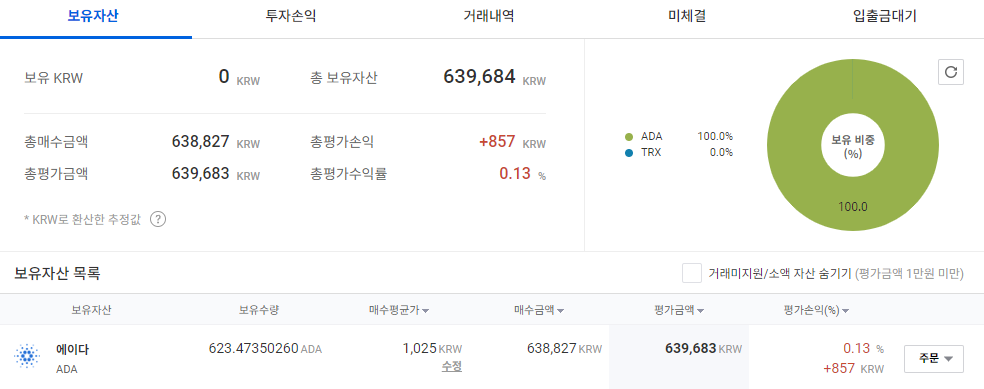 보유자산 투자손익 거래내역 미체결 입출금대기
보유 KRW 0 KRW 총 보유자산 639,684 KRW
총매수금액 638,827 KRW 총평가손익 +857 KRW
총평가금액 639,683 KRW 총평가수익률 0.13 %
* KRW로 환산한 추정값 ?
ADA 100.0%
TRX 0.0%
보유 비중
(%)
100.0
보유자산 목록 거래미지원/소액 자산 숨기기 (평가금액 1만원 미만)
보유자산 보유수량 매수평균가 매수금액 평가금액 평가손익(%)
에이다 623.47350260 ADA 1,025 KRW 638,827 KRW 639,683 KRW 0.13 % 주문
ADA 수정 +857 KRW